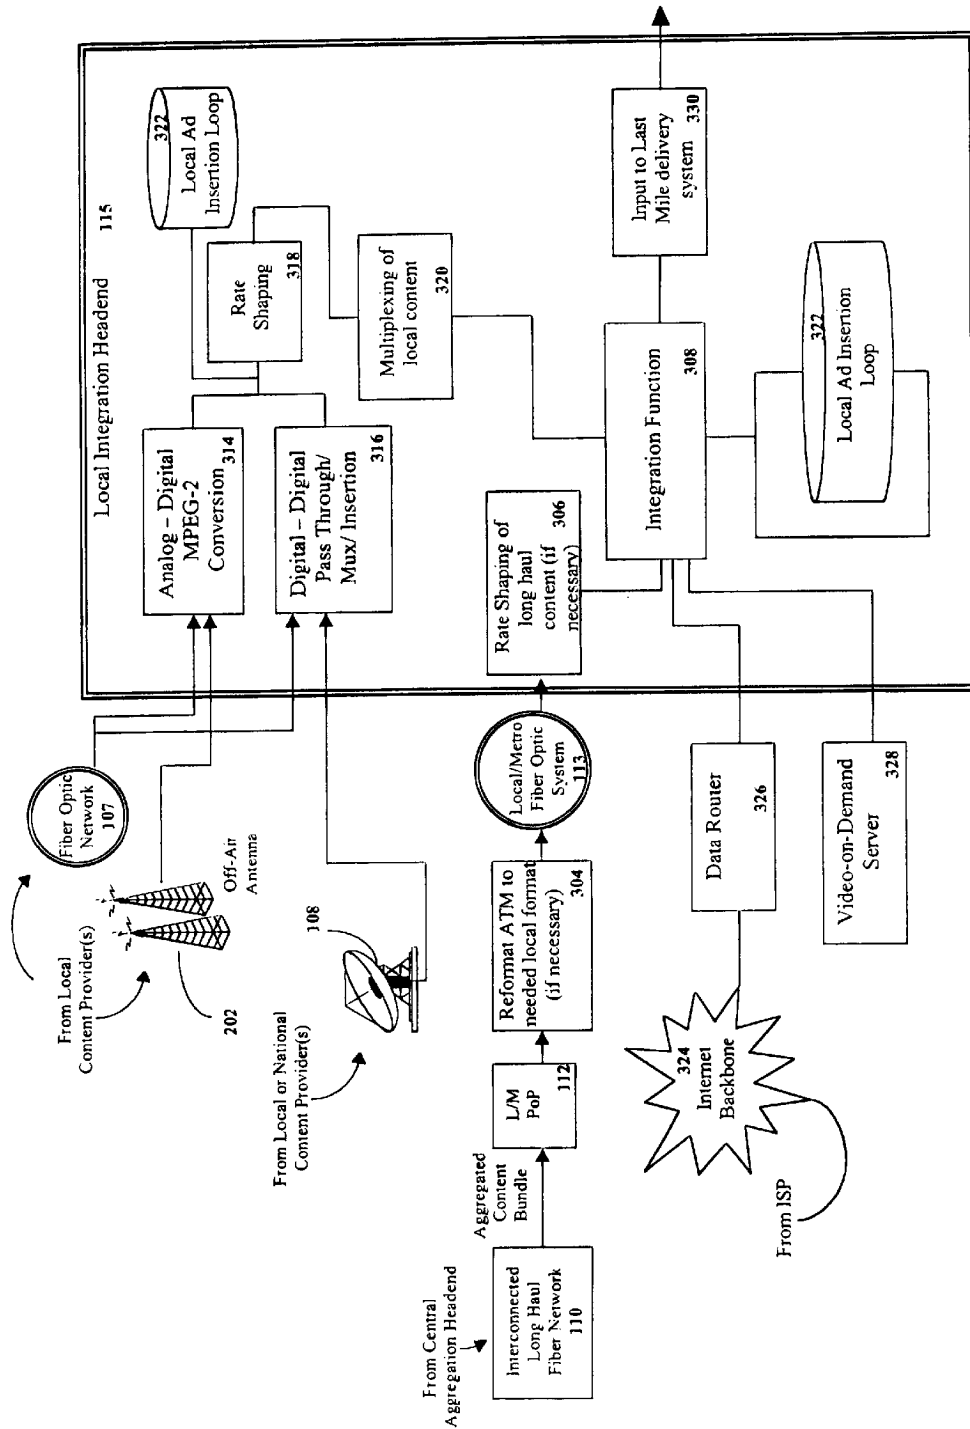 Local Integration Headend
115
322
Local Ad
Insertion Loop
Rate
Shaping
318
Analog – Digital
MPEG-2
Conversion
314
Digital – Digital
Pass Through/
Mux/ Insertion
316
Multiplexing of
local content
320
Fiber Optic
Network
107
From Local
Content Provider(s)
Off-Air
Antenna
202
108
From Local or National
Content Provider(s)
From Central
Aggregation Headend
Interconnected
Long Haul
Fiber Network
110
Aggregated
Content
Bundle
L/M
PoP
112
Reformat ATM to
needed local format
(if necessary)
304
Local/Metro
Fiber Optic
System
113
Rate Shaping of
long haul
content (if
necessary)
306
Integration Function
308
Input to Last
Mile delivery
system
330
322
Local Ad Insertion
Loop
From ISP
324
Internet
Backbone
Data Router
326
Video-on-Demand
Server
328